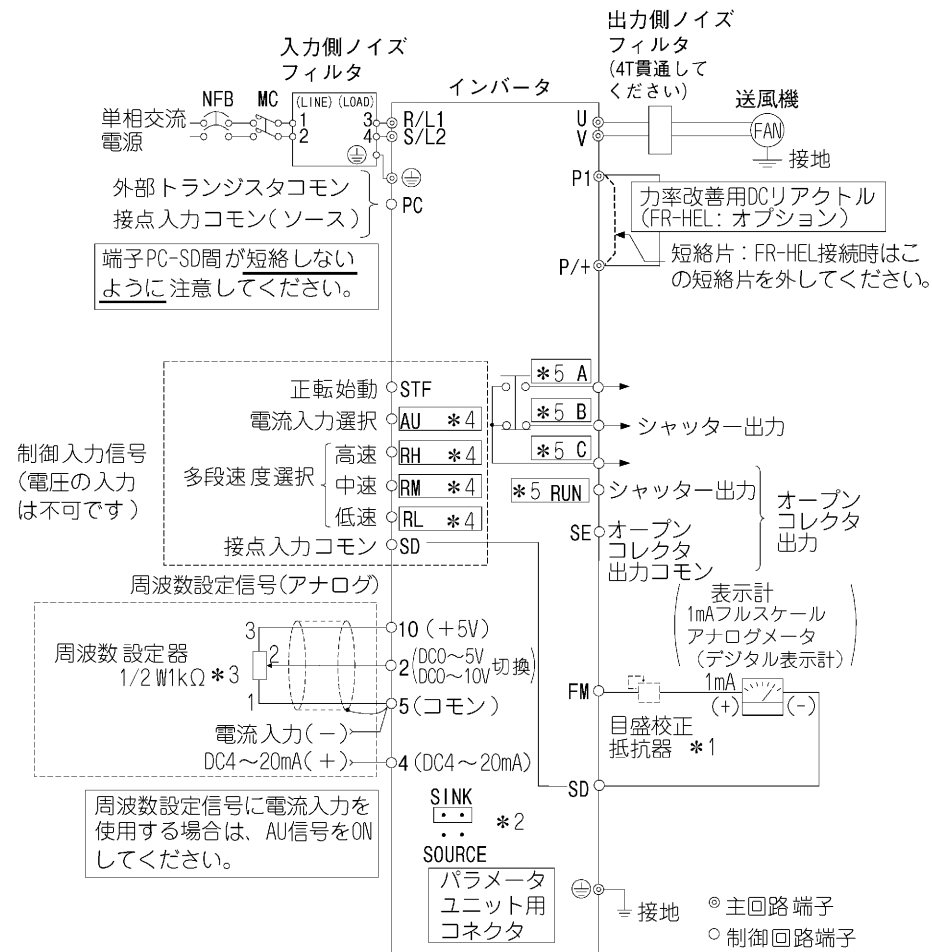 入力側ノイズ
フィルタ
出力側ノイズ
フィルタ
(4T貫通して
ください)
インバータ
送風機
NFB
MC
(LINE) (LOAD)
単相交流
電源
1
2
3
4
R/L1
S/L2
U
V
FAN
接地
外部トランジスタコモン
接点入力コモン(ソース)
PC
端子PC-SD間が短絡しない
ように注意してください。
P1
P/+
力率改善用DCリアクトル
(FR-HEL: オプション)
短絡片:FR-HEL接続時はこ
の短絡片を外してください。
制御入力信号
(電圧の入力
は不可です)
正転始動 STF
電流入力選択 AU *4
多段速度選択
高速 RH *4
中速 RM *4
低速 RL *4
接点入力コモン SD
*5 A
*5 B
*5 C
シャッター出力
*5 RUN
シャッター出力
SE
オープン
コレクタ
出力コモン
オープン
コレクタ
出力
周波数設定信号(アナログ)
周波数設定器
1/2W1kΩ*3
3
2
1
10(+5V)
2
(DC0~5V
DC0~10V切換)
5(コモン)
電流入力(-)
DC4~20mA(+)
4(DC4~20mA)
表示計
1mAフルスケール
アナログメータ
(デジタル表示計)
FM
1mA
(+)
(-)
目盛校正
抵抗器 *1
SD
周波数設定信号に電流入力を
使用する場合は、AU信号をON
してください。
SINK
*2
SOURCE
パラメータ
ユニット用
コネクタ
接地
◎主回路端子
○制御回路端子